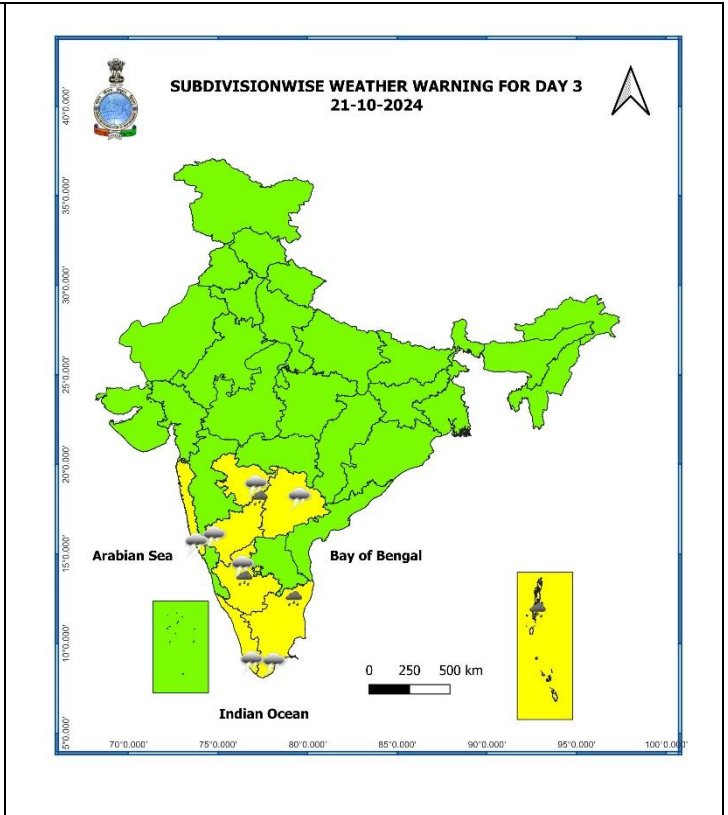 SUBDIVISIONWISE WEATHER WARNING FOR DAY 3
21-10-2024
40°0.000'
35°0.000'
30°0.000'
25°0.000'
20°0.000'
15°0.000'
10°0.000'
5°0.000'
Arabian Sea
Bay of Bengal
0 250 500 km
Indian Ocean
70°0.000' 75°0.000' 80°0.000' 85°0.000' 90°0.000' 95°0.000' 100°0.000'